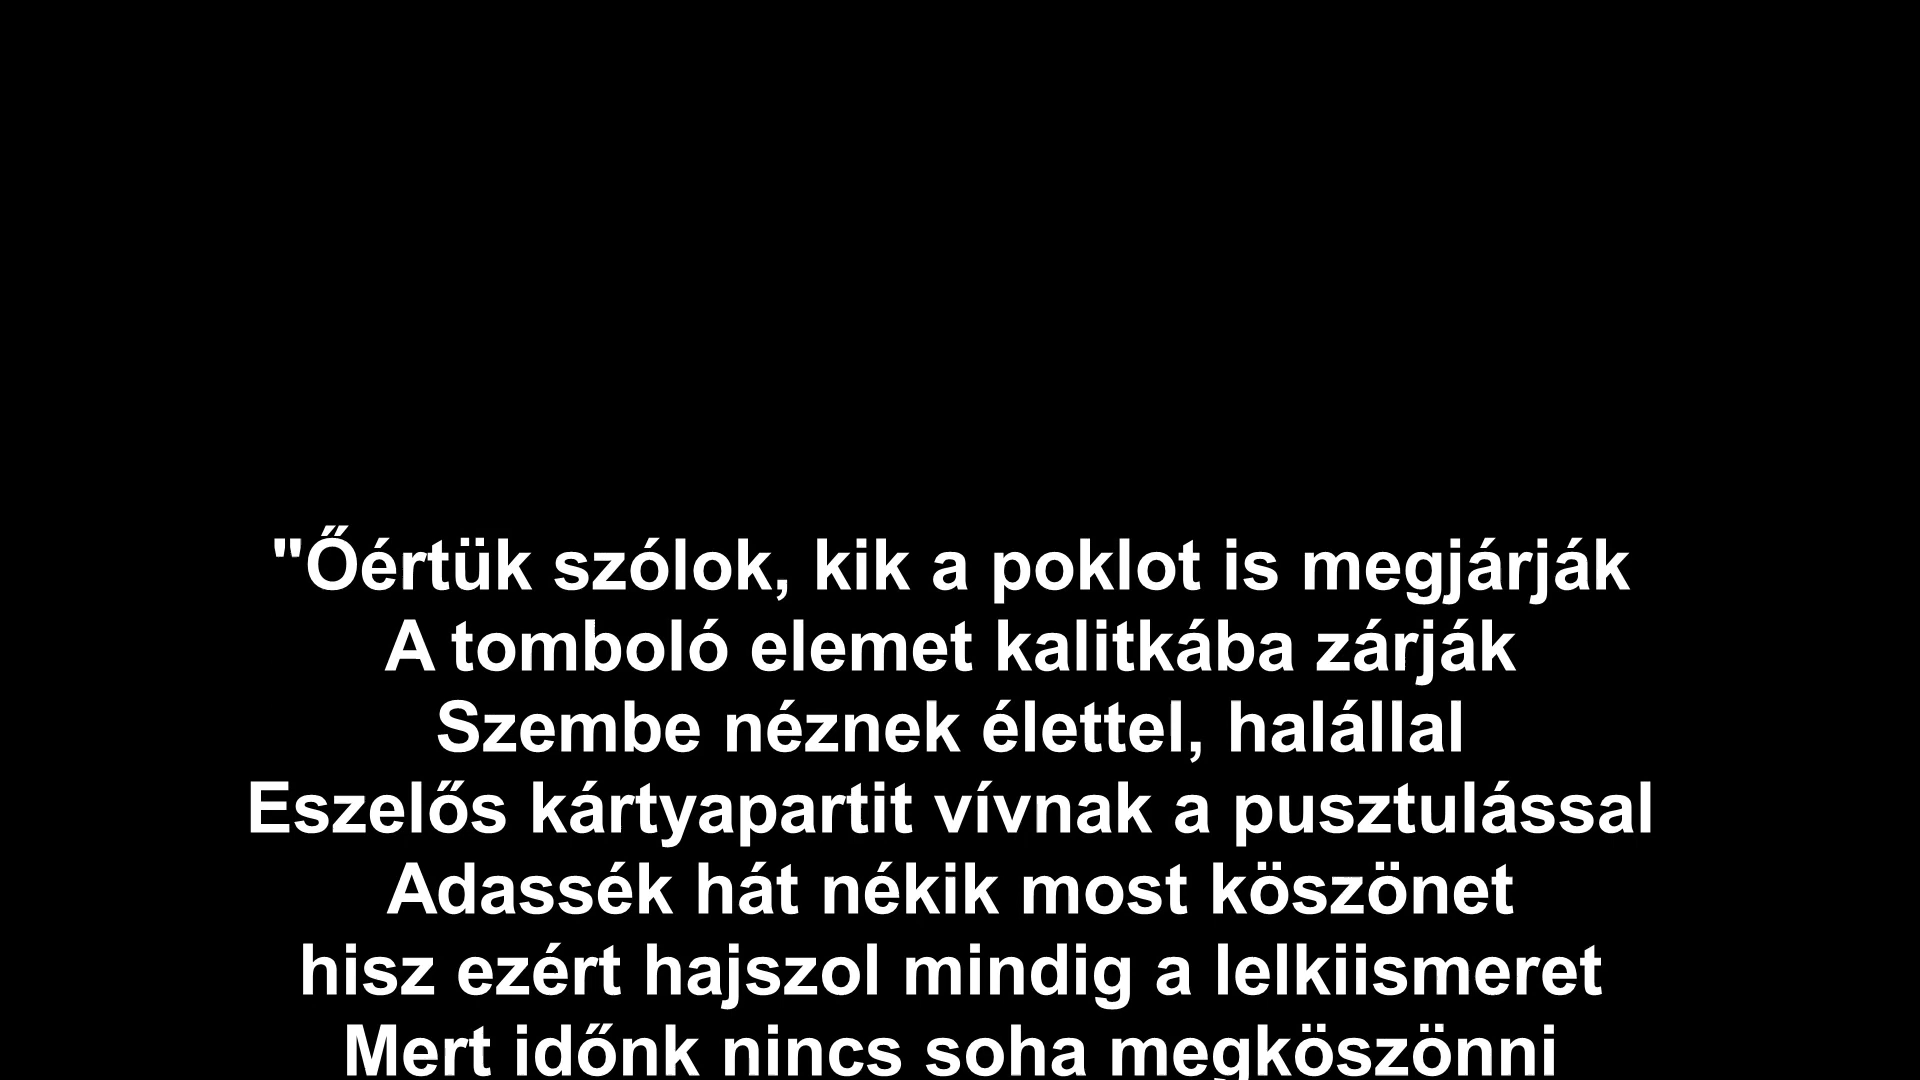 "Őértük szólok, kik a poklot is megjárják
A tomboló elemet kalitkába zárják
Szembe néznek élettel, halállal
Eszelős kártyapartit vívnak a pusztulással
Adassék hát nékik most köszönet
hisz ezért hajszol mindig a lelkiismeret
Mert időnk nincs soha megköszönni